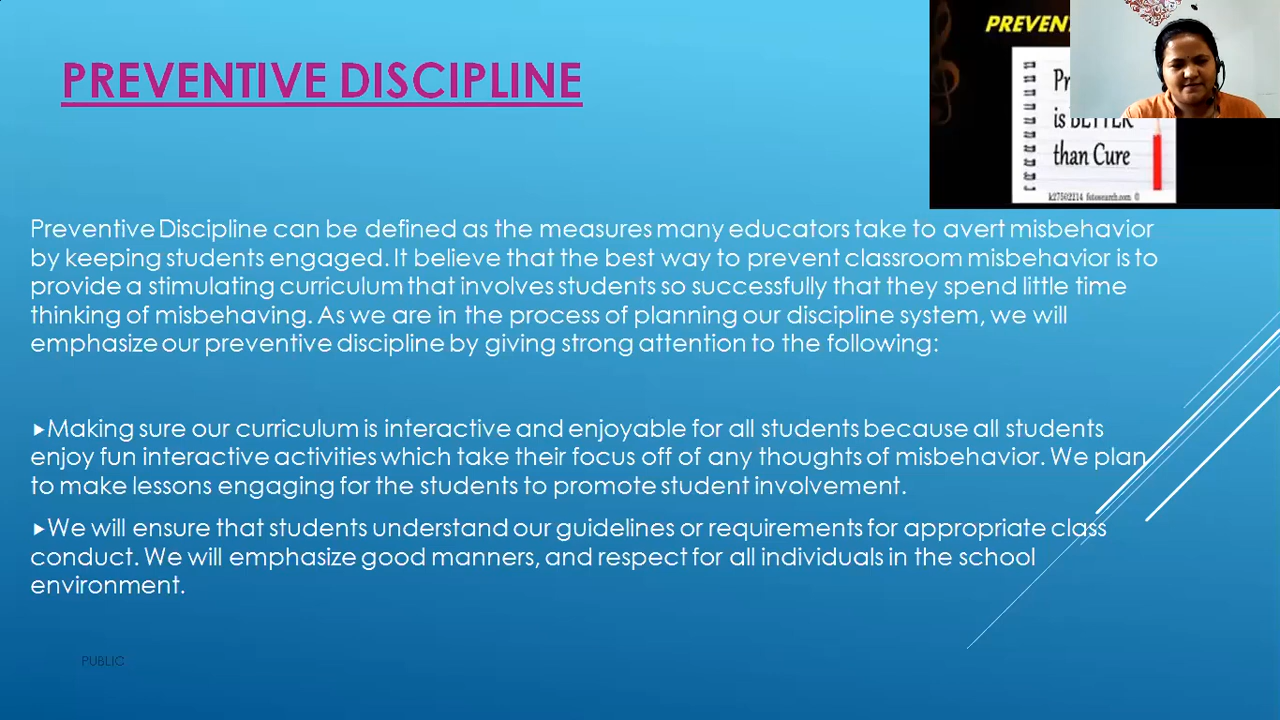 PREVENTIVE DISCIPLINE
PREVEN
Pr
is BETTER
than Cure
k27502114 fotosearch.com ©
Preventive Discipline can be defined as the measures many educators take to avert misbehavior
by keeping students engaged. It believe that the best way to prevent classroom misbehavior is to
provide a stimulating curriculum that involves students so successfully that they spend little time
thinking of misbehaving. As we are in the process of planning our discipline system, we will
emphasize our preventive discipline by giving strong attention to the following:
Making sure our curriculum is interactive and enjoyable for all students because all students
enjoy fun interactive activities which take their focus off of any thoughts of misbehavior. We plan
to make lessons engaging for the students to promote student involvement.
We will ensure that students understand our guidelines or requirements for appropriate class
conduct. We will emphasize good manners, and respect for all individuals in the school
environment.
PUBLIC